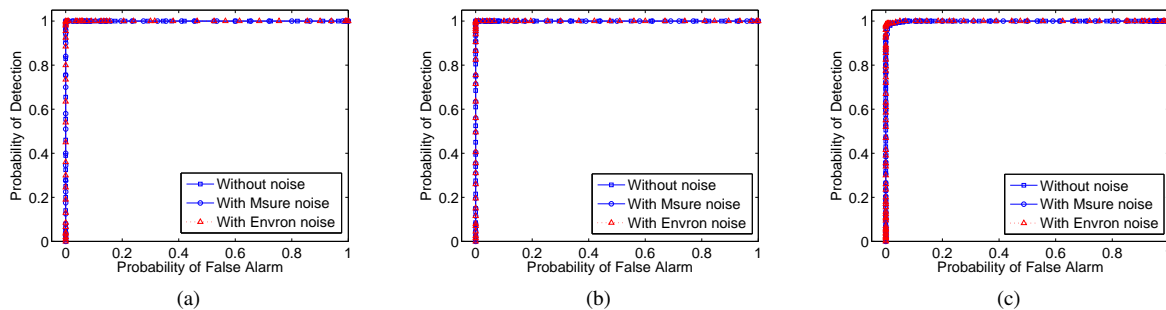 1
0.8
0.6
0.4
0.2
0
Probability of Detection
Without noise
With Msure noise
With Envron noise
0 0.2 0.4 0.6 0.8 1
Probability of False Alarm
(a)
1
0.8
0.6
0.4
0.2
0
Probability of Detection
Without noise
With Msure noise
With Envron noise
0 0.2 0.4 0.6 0.8 1
Probability of False Alarm
(b)
1
0.8
0.6
0.4
0.2
0
Probability of Detection
Without noise
With Msure noise
With Envron noise
0 0.2 0.4 0.6 0.8 1
Probability of False Alarm
(c)